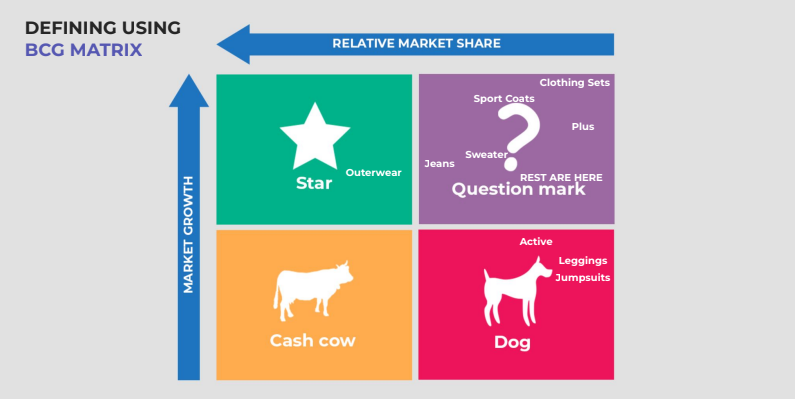 DEFINING USING
BCG MATRIX
RELATIVE MARKET SHARE
MARKET GROWTH
Outerwear
Star
Clothing Sets
Sport Coats
Plus
Sweater
Jeans
REST ARE HERE
Question mark
Cash cow
Active
Leggings
Jumpsuits
Dog